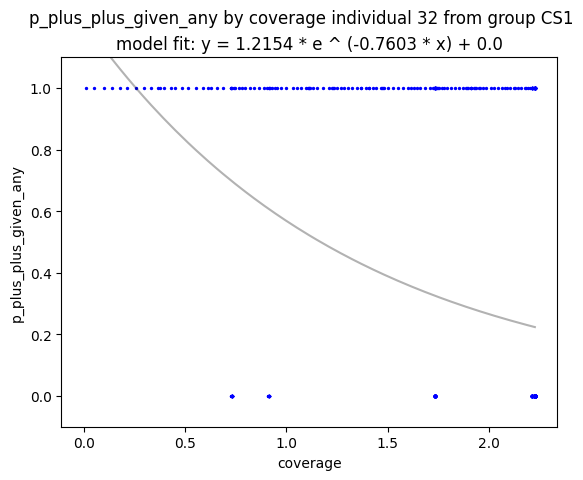 p_plus_plus_given_any by coverage individual 32 from group CS1
model fit: y = 1.2154 * e ^ (-0.7603 * x) + 0.0
p_plus_plus_given_any
1.0
0.8
0.6
0.4
0.2
0.0
0.0 0.5 1.0 1.5 2.0
coverage